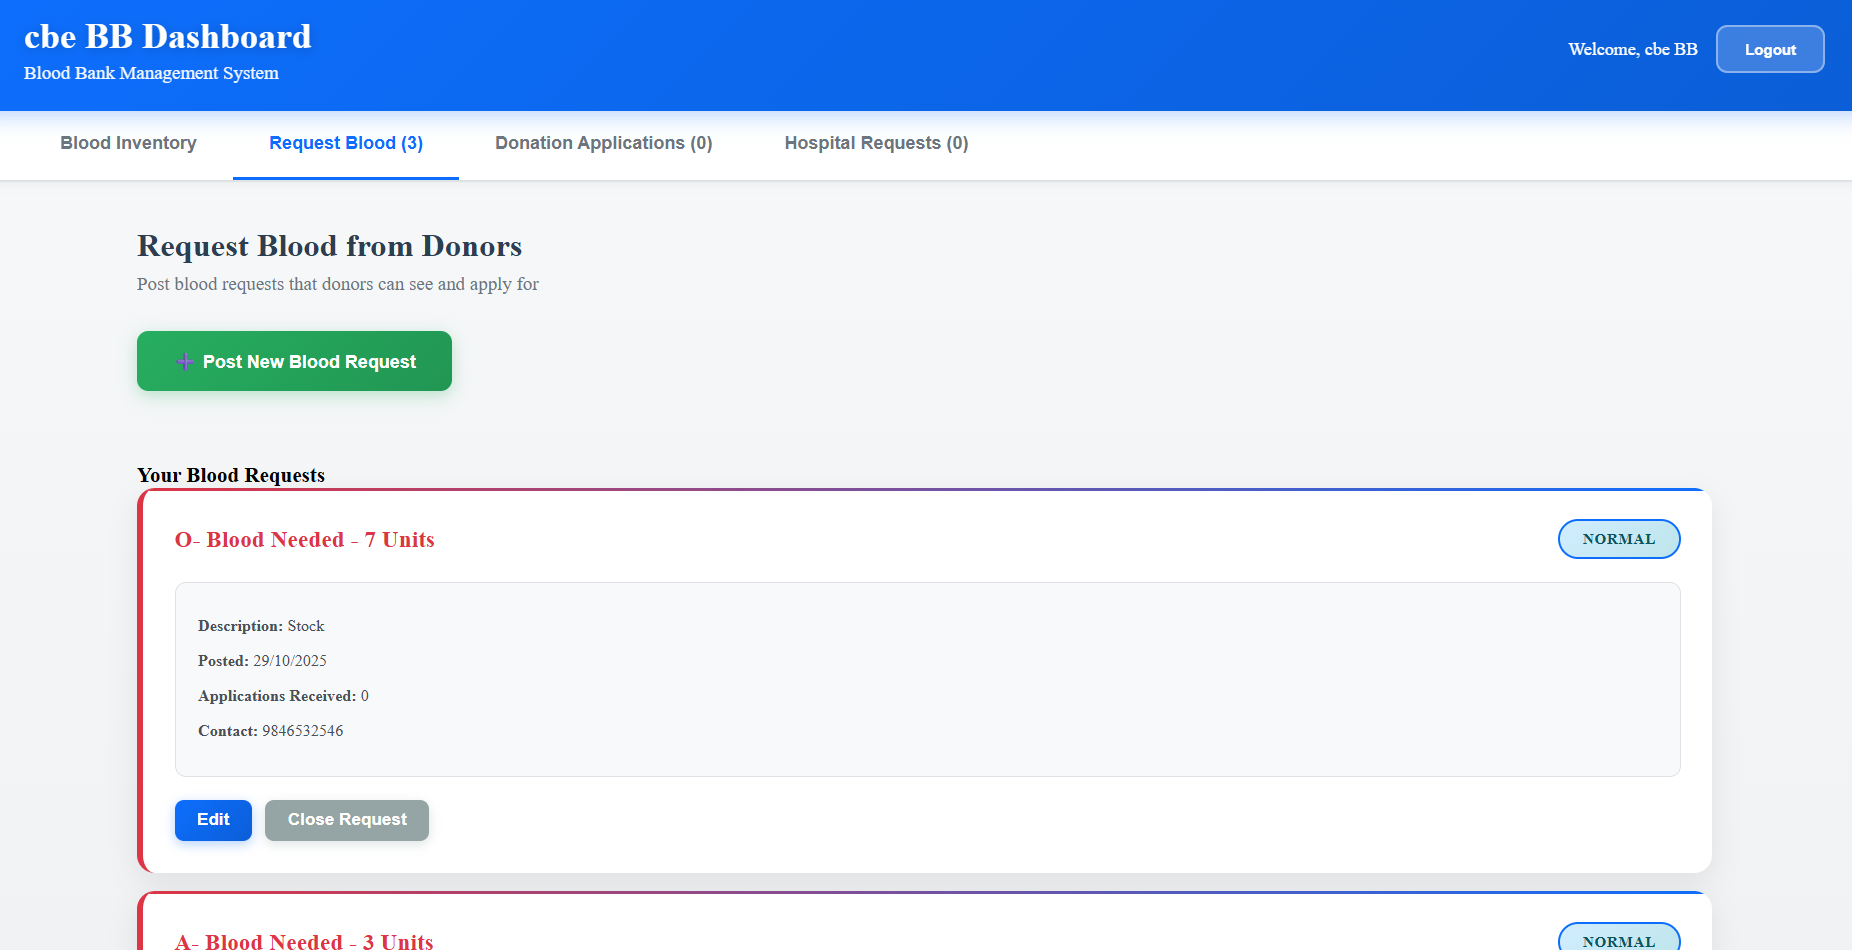 cbe BB Dashboard
Blood Bank Management System
Welcome, cbe BB
Logout
Blood Inventory
Request Blood (3)
Donation Applications (0)
Hospital Requests (0)
Request Blood from Donors
Post blood requests that donors can see and apply for
➕ Post New Blood Request
Your Blood Requests
O- Blood Needed - 7 Units
NORMAL
Description: Stock
Posted: 29/10/2025
Applications Received: 0
Contact: 9846532546
Edit
Close Request
A- Blood Needed - 3 Units
NORMAL